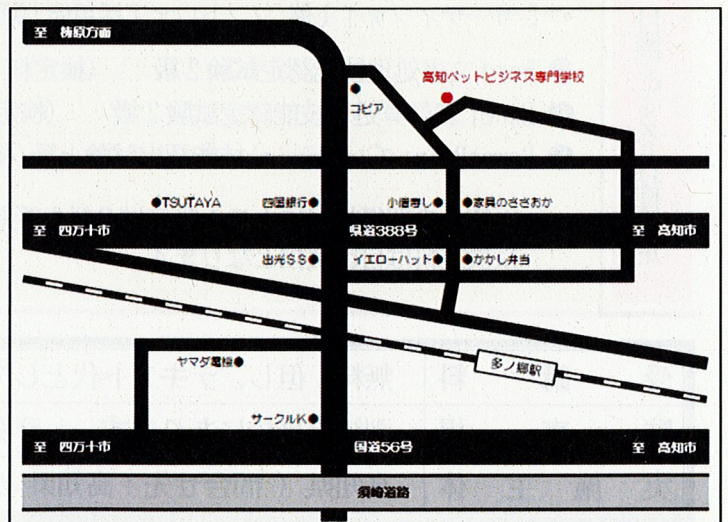 至 梼原方面
高知ペットビジネス専門学校
コピア
TSUTAYA
四国銀行
小僧寿し
家具のささおか
至 四万十市
県道388号
至 高知市
出光SS
イエローハット
かかし弁当
ヤマダ電機
多ノ郷駅
サークルK
至 四万十市
国道56号
至 高知市
須崎道路